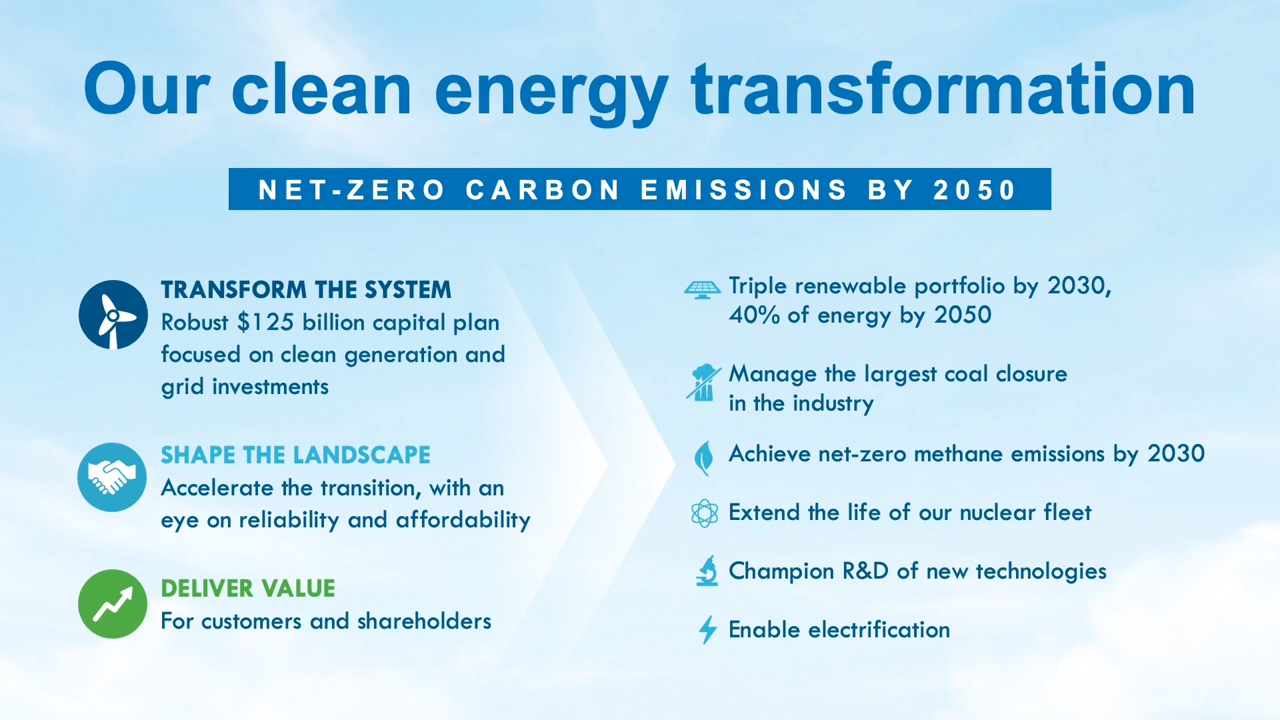 Our clean energy transformation
NET-ZERO CARBON EMISSIONS BY 2050
TRANSFORM THE SYSTEM
Robust $125 billion capital plan
focused on clean generation and
grid investments
SHAPE THE LANDSCAPE
Accelerate the transition, with an
eye on reliability and affordability
DELIVER VALUE
For customers and shareholders
Triple renewable portfolio by 2030,
40% of energy by 2050
Manage the largest coal closure
in the industry
Achieve net-zero methane emissions by 2030
Extend the life of our nuclear fleet
Champion R&D of new technologies
Enable electrification